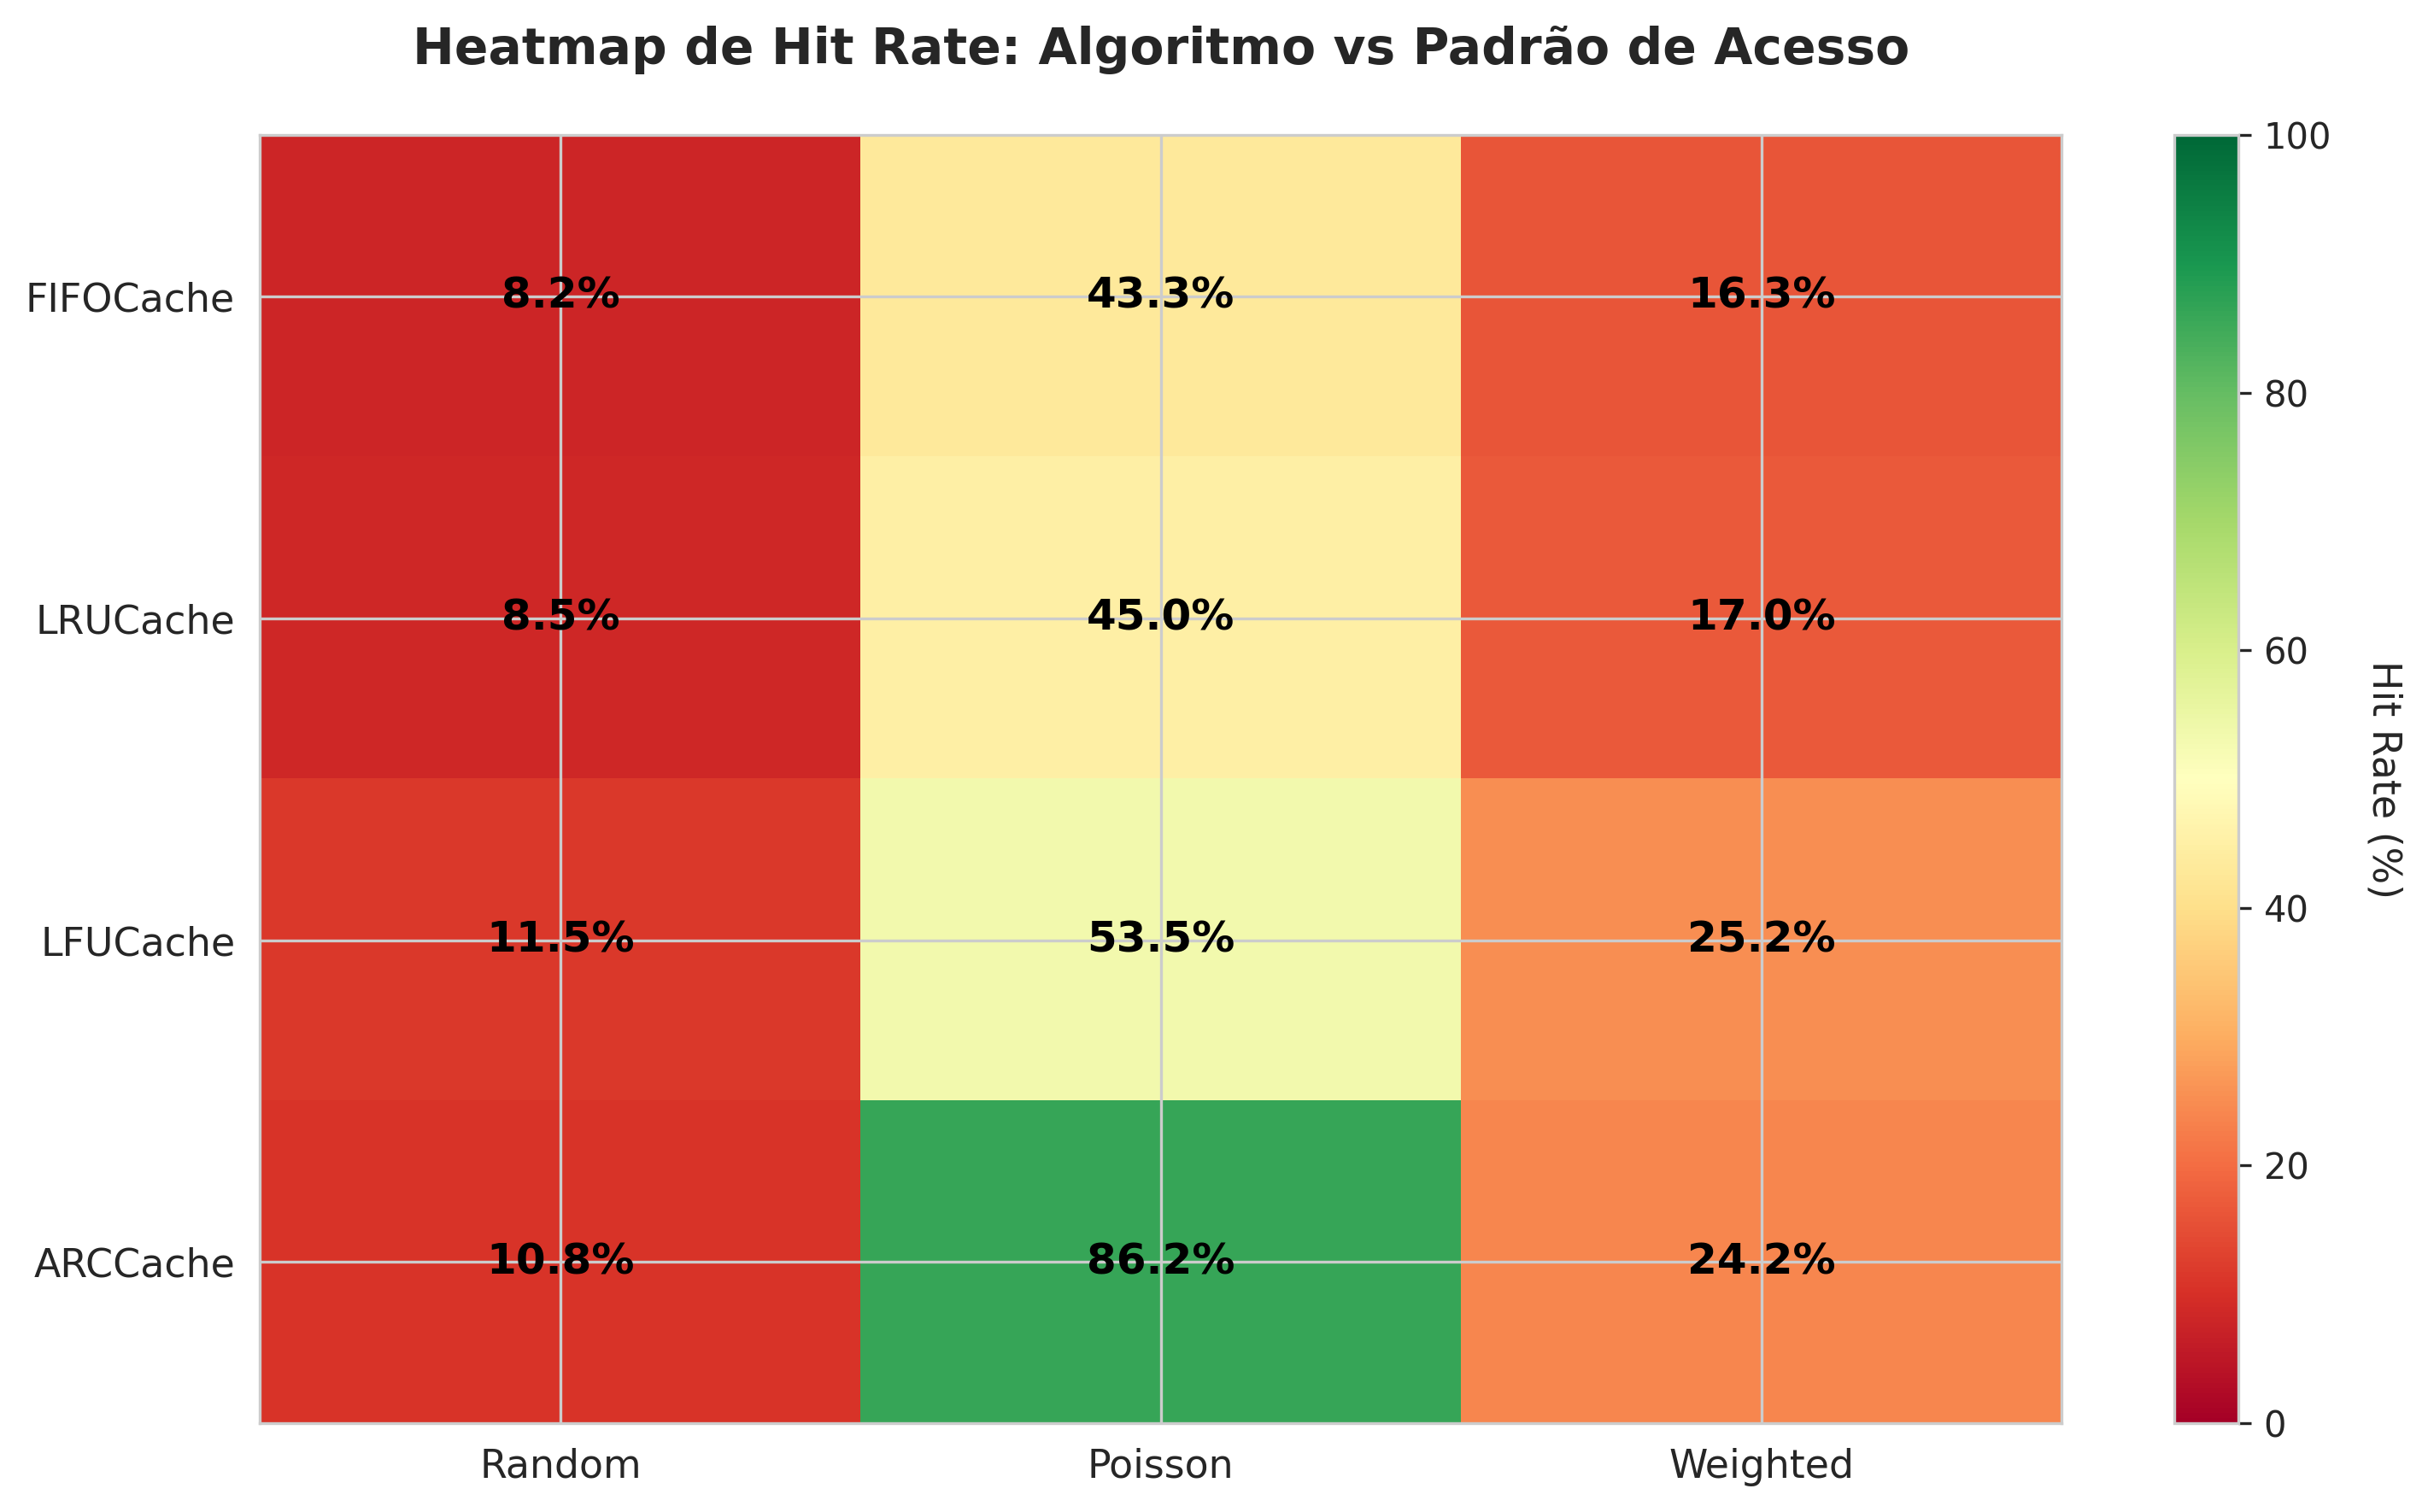 Heatmap de Hit Rate: Algoritmo vs Padrão de Acesso
FIFOCache 8.2% 43.3% 16.3%
LRUCache 8.5% 45.0% 17.0%
LFUCache 11.5% 53.5% 25.2%
ARCCache 10.8% 86.2% 24.2%
Random Poisson Weighted
100
80
60
40
20
0
Hit Rate (%)